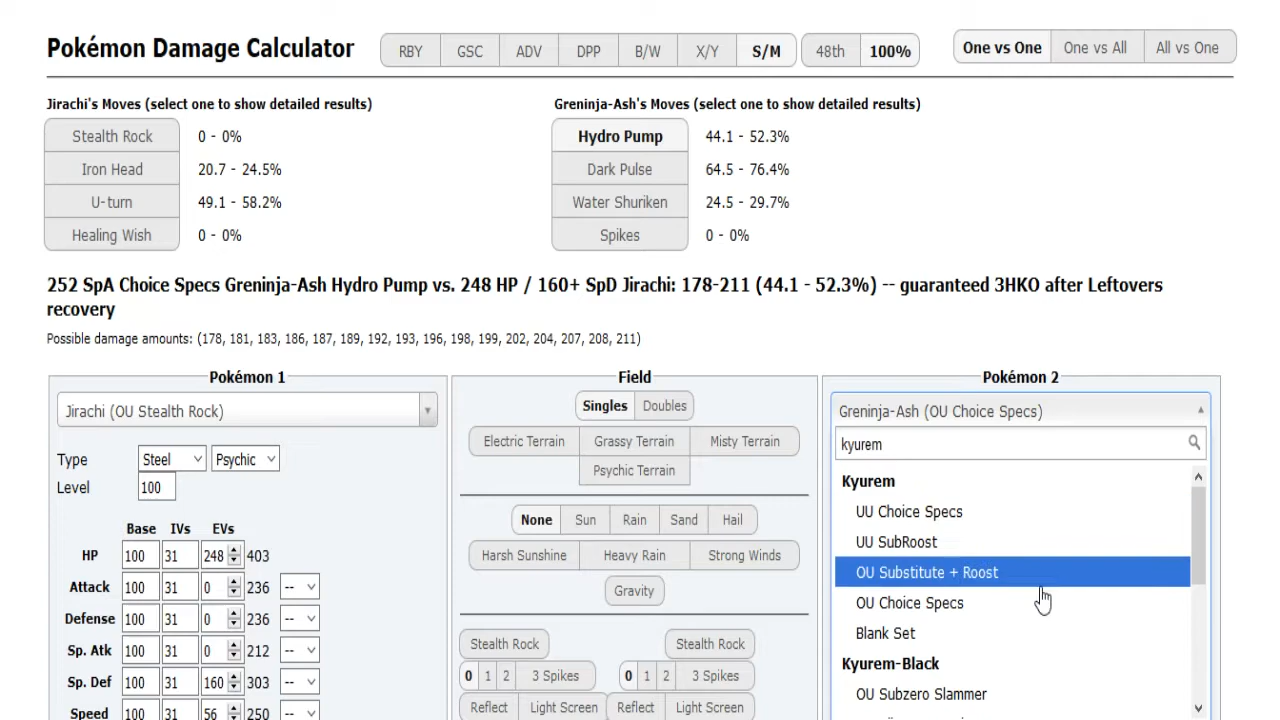 Pokémon Damage Calculator
RBY GSC ADV DPP B/W X/Y S/M 48th 100% One vs One One vs All All vs One
Jirachi's Moves (select one to show detailed results)
Stealth Rock 0 - 0%
Iron Head 20.7 - 24.5%
U-turn 49.1 - 58.2%
Healing Wish 0 - 0%
Greninja-Ash's Moves (select one to show detailed results)
Hydro Pump 44.1 - 52.3%
Dark Pulse 64.5 - 76.4%
Water Shuriken 24.5 - 29.7%
Spikes 0 - 0%
252 SpA Choice Specs Greninja-Ash Hydro Pump vs. 248 HP / 160+ SpD Jirachi: 178-211 (44.1 - 52.3%) -- guaranteed 3HKO after Leftovers
recovery
Possible damage amounts: (178, 181, 183, 186, 187, 189, 192, 193, 196, 198, 199, 202, 204, 207, 208, 211)
Pokémon 1
Jirachi (OU Stealth Rock)
Type Steel Psychic
Level 100
Base IVs EVs
HP 100 31 248 403
Attack 100 31 0 236 --
Defense 100 31 0 236 --
Sp. Atk 100 31 0 212 --
Sp. Def 100 31 160 303 --
Speed 100 31 56 250 --
Field
Singles Doubles
Electric Terrain Grassy Terrain Misty Terrain
Psychic Terrain
None Sun Rain Sand Hail
Harsh Sunshine Heavy Rain Strong Winds
Gravity
Stealth Rock Stealth Rock
0 1 2 3 Spikes 0 1 2 3 Spikes
Reflect Light Screen Reflect Light Screen
Pokémon 2
Greninja-Ash (OU Choice Specs)
kyurem
Kyurem
UU Choice Specs
UU SubRoost
OU Substitute + Roost
OU Choice Specs
Blank Set
Kyurem-Black
OU Subzero Slammer